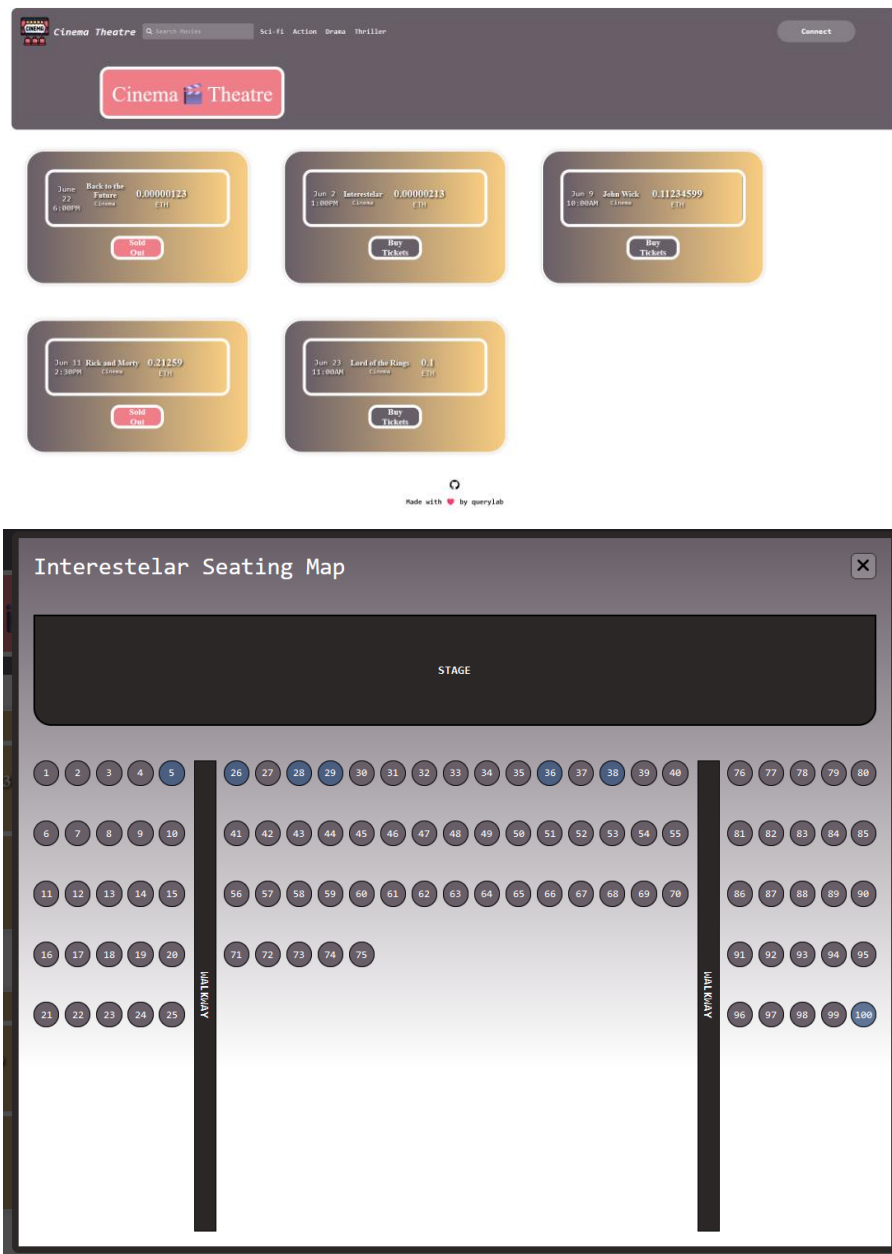 CINEMA
Cinema Theatre Search Movies Sci-fi Action Drama Thriller Connect
Cinema 🎬 Theatre
June 22 6:00PM
Back to the Future
Cinema
0.00000123 ETH
Sold Out
Jun 2 1:00PM
Interestelar
Cinema
0.00000213 ETH
Buy Tickets
Jun 9 10:00AM
John Wick
Cinema
0.11234599 ETH
Buy Tickets
Jun 11 2:30PM
Rick and Morty
Cinema
0.21259 ETH
Sold Out
Jun 23 11:00AM
Lord of the Rings
Cinema
0.1 ETH
Buy Tickets
Made with ❤ by querylab
Interestelar Seating Map
STAGE
1 2 3 4 5 26 27 28 29 30 31 32 33 34 35 36 37 38 39 40 76 77 78 79 80
6 7 8 9 10 41 42 43 44 45 46 47 48 49 50 51 52 53 54 55 81 82 83 84 85
11 12 13 14 15 56 57 58 59 60 61 62 63 64 65 66 67 68 69 70 86 87 88 89 90
16 17 18 19 20 71 72 73 74 75 91 92 93 94 95
21 22 23 24 25 96 97 98 99 100
WALKWAY
WALKWAY